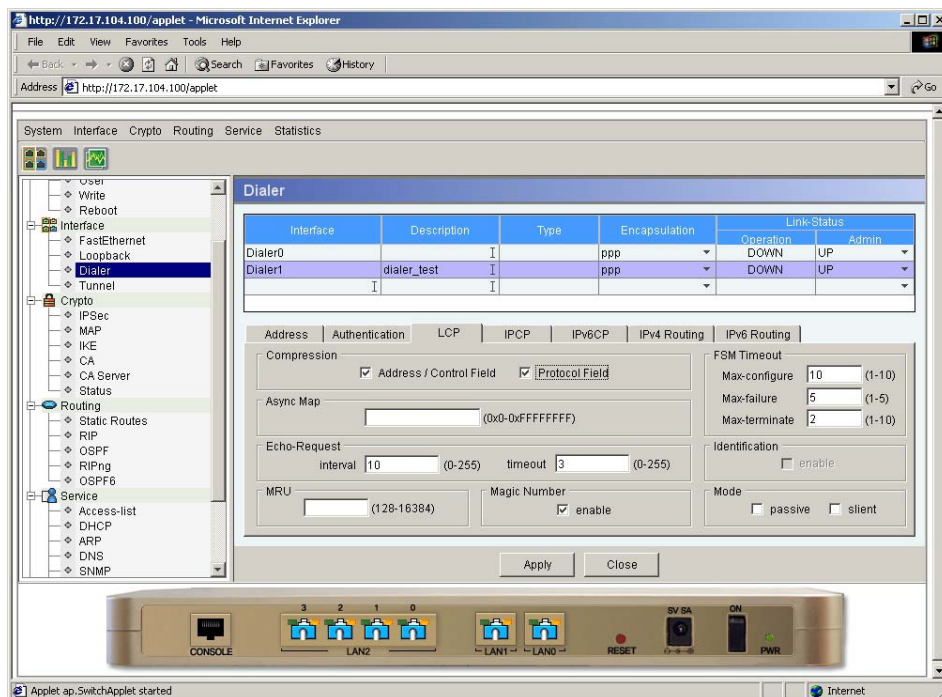 http://172.17.104.100/applet - Microsoft Internet Explorer
File Edit View Favorites Tools Help
Back Search Favorites History
Address http://172.17.104.100/applet Go
System Interface Crypto Routing Service Statistics
User
Write
Reboot
Interface
FastEthernet
Loopback
Dialer
Tunnel
Crypto
IPSec
MAP
IKE
CA
CA Server
Status
Routing
Static Routes
RIP
OSPF
RIPng
OSPF6
Service
Access-list
DHCP
ARP
DNS
SNMP
Dialer
Interface Description Type Encapsulation Link-Status
Operation Admin
Dialer0 ppp DOWN UP
Dialer1 dialer_test ppp DOWN UP
Address Authentication LCP IPCP IPv6CP IPv4 Routing IPv6 Routing
Compression
Address / Control Field Protocol Field
Async Map
(0x0-0xFFFFFFFF)
Echo-Request
interval 10 (0-255) timeout 3 (0-255)
MRU
(128-16384)
Magic Number
enable
FSM Timeout
Max-configure 10 (1-10)
Max-failure 5 (1-5)
Max-terminate 2 (1-10)
Identification
enable
Mode
passive slient
Apply Close
CONSOLE
3 2 1 0
LAN2
LAN1 LAN0
RESET
5V 5A
ON
PWR
Applet ap.SwitchApplet started Internet